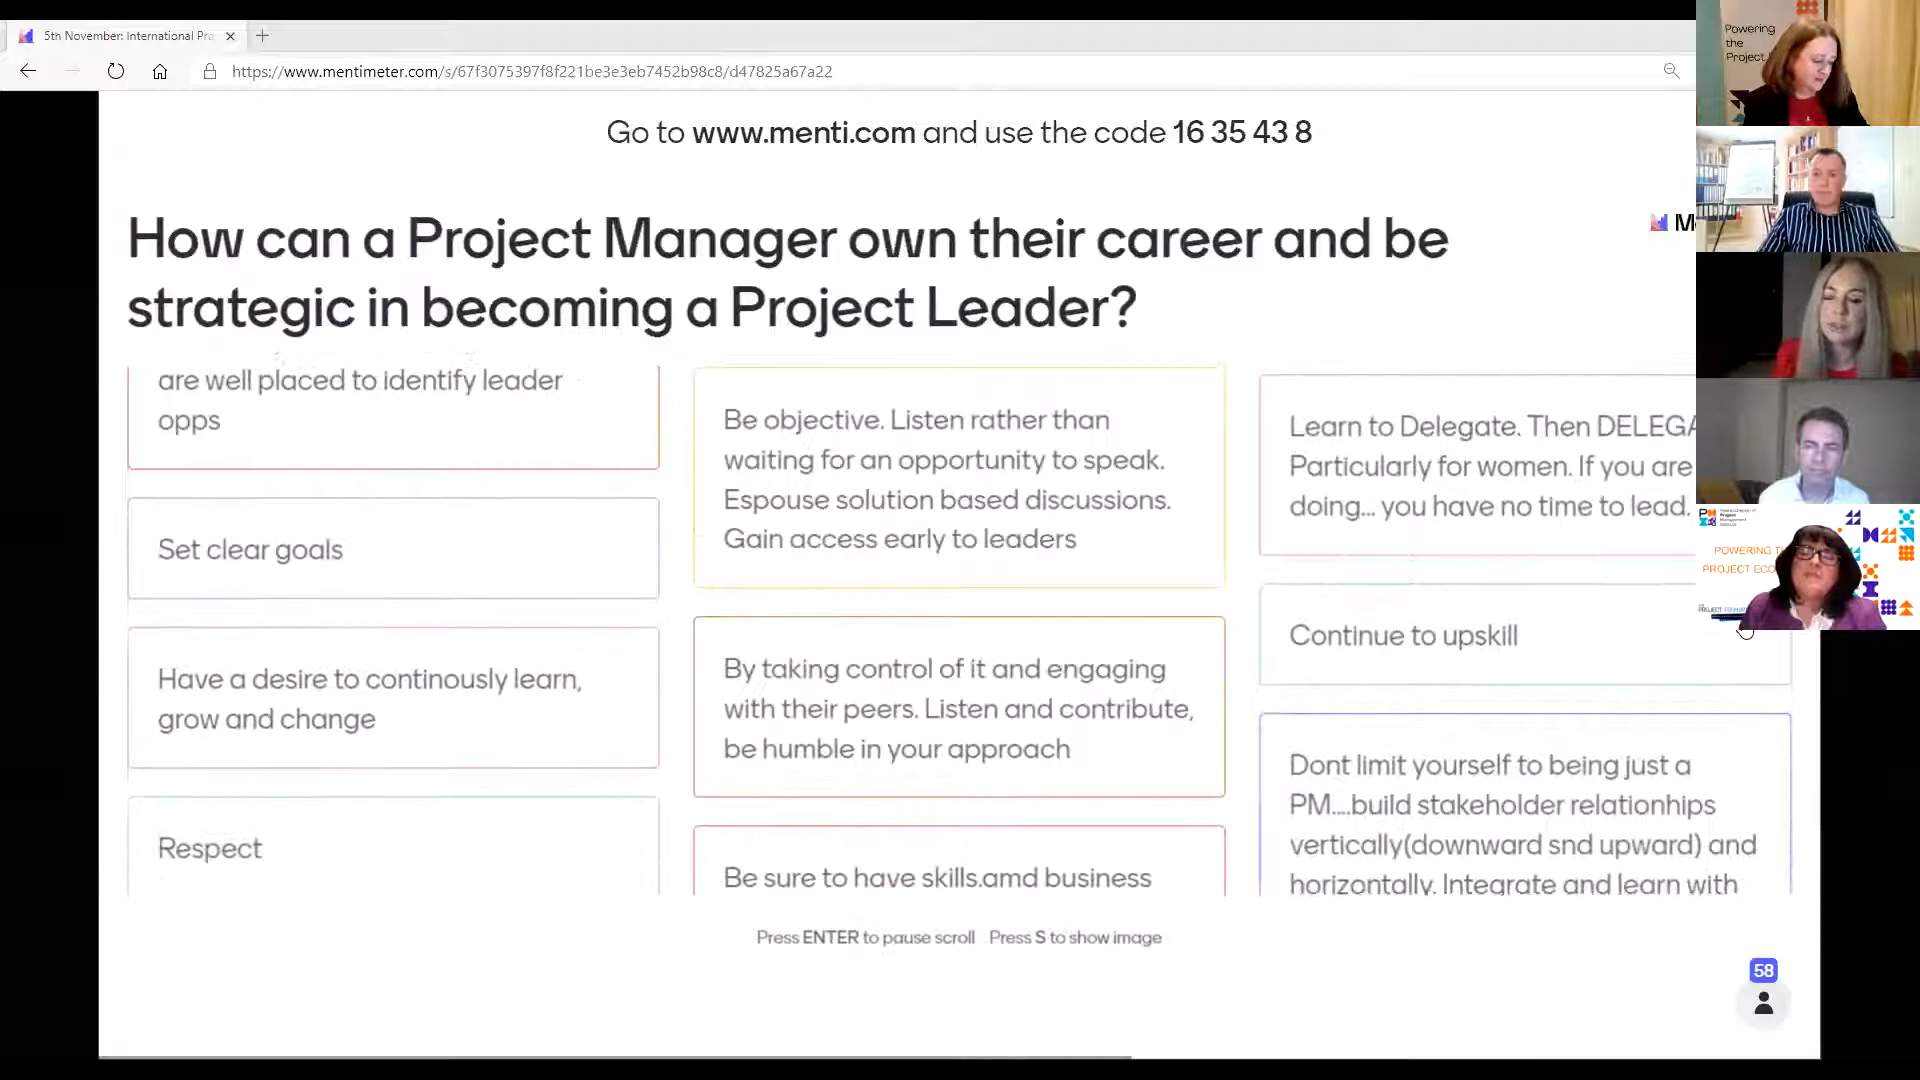 5th November: International Pro
https://www.mentimeter.com/s/67f3075397f8f221be3e3eb7452b98c8/d47825a67a22
Go to www.menti.com and use the code 16 35 43 8
How can a Project Manager own their career and be
strategic in becoming a Project Leader?
M
are well placed to identify leader
opps
Set clear goals
Have a desire to continously learn,
grow and change
Respect
Be objective. Listen rather than
waiting for an opportunity to speak.
Espouse solution based discussions.
Gain access early to leaders
By taking control of it and engaging
with their peers. Listen and contribute,
be humble in your approach
Be sure to have skills.amd business
Learn to Delegate. Then DELEGA
Particularly for women. If you are
doing... you have no time to lead.
Continue to upskill
Dont limit yourself to being just a
PM....build stakeholder relationhips
vertically(downward snd upward) and
horizontally. Integrate and learn with
Press ENTER to pause scroll Press S to show image
58
Powering
the
Project
Project
Management
POWERING TH
PROJECT ECO
PROJECT